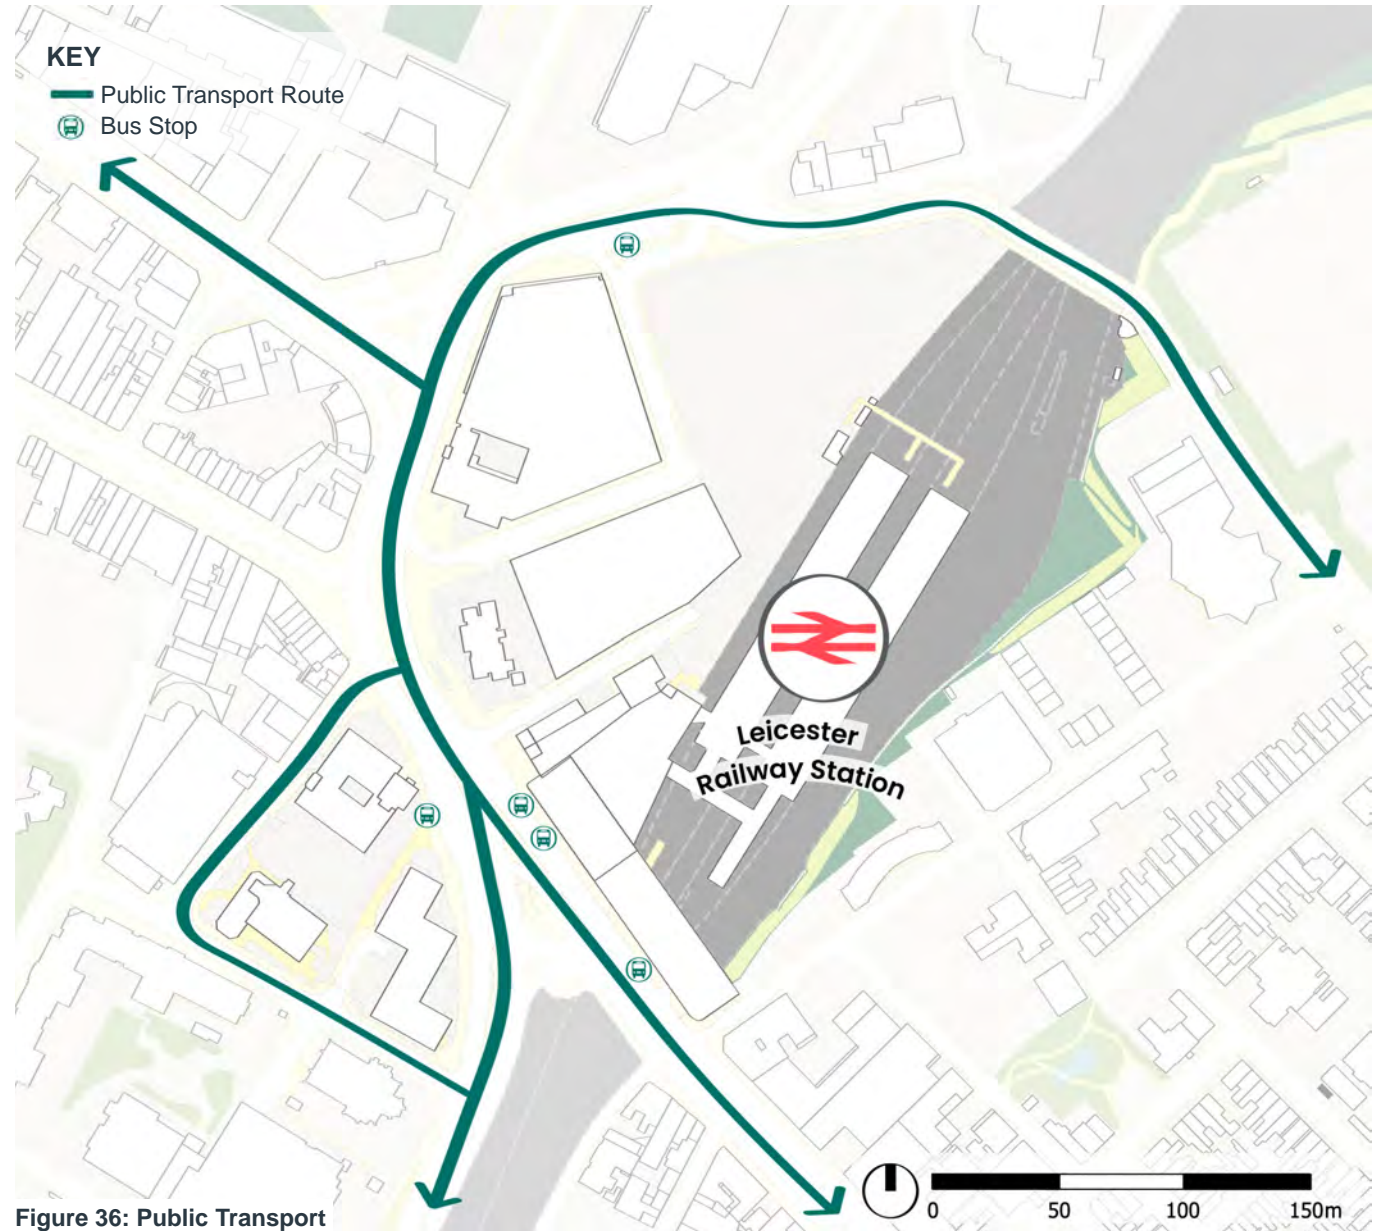 KEY
Public Transport Route
Bus Stop
Leicester
Railway Station
0 50 100 150m
Figure 36: Public Transport